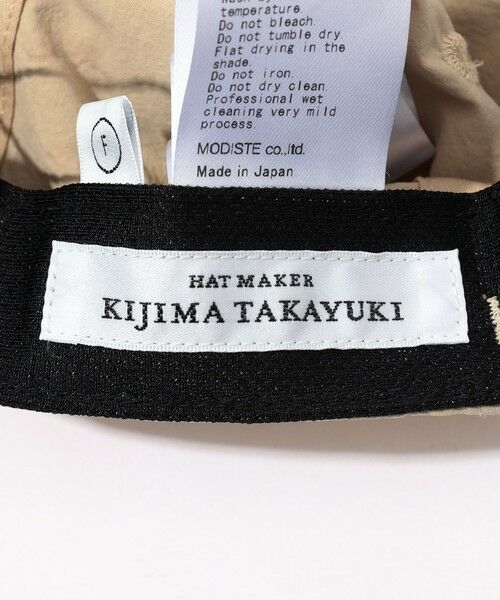 temperature.
Do not bleach.
Do not tumble dry.
Flat drying in the
shade.
Do not iron.
Do not dry clean.
Professional wet
cleaning very mild
process.
MODISTE co.,ltd.
Made in Japan
F
HAT MAKER
KIJIMA TAKAYUKI